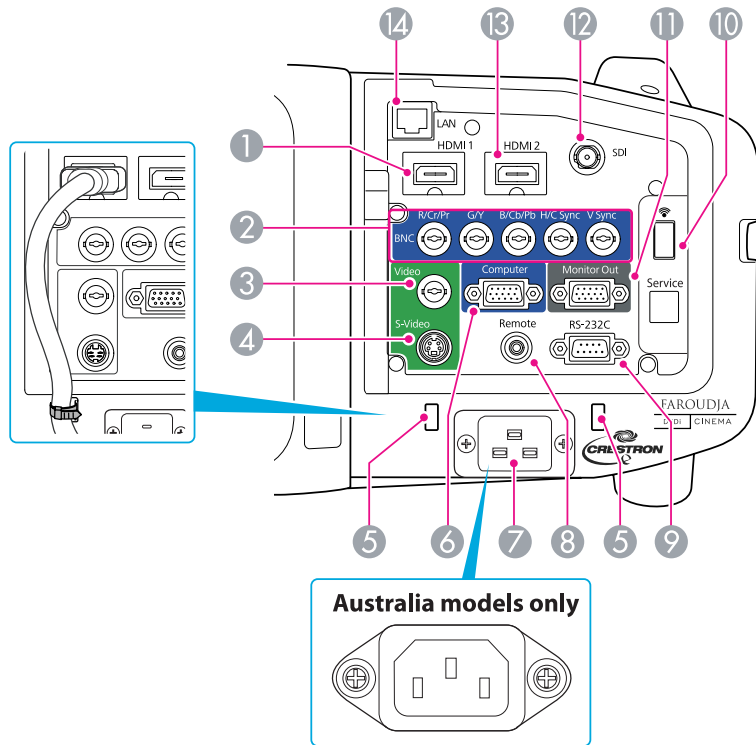 14
13
12
11
10
LAN
HDMI 1
HDMI 2
SDI
1
R/Cr/Pr G/Y B/Cb/Pb H/C Sync V Sync
2
BNC
3
Video
Computer
Monitor Out
Service
4
S-Video
Remote
RS-232C
FAROUDJA
DCDi CINEMA
CRESTRON
5
6
7
8
5
9
Australia models only